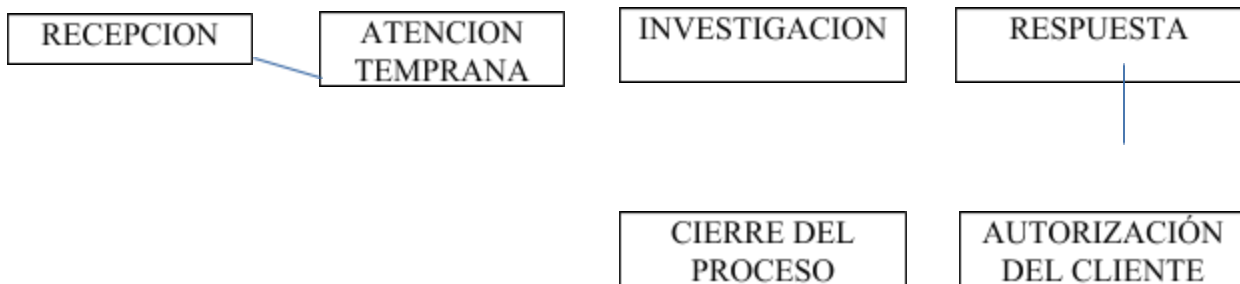 RECEPCION
ATENCION
TEMPRANA
INVESTIGACION
RESPUESTA
CIERRE DEL
PROCESO
AUTORIZACIÓN
DEL CLIENTE